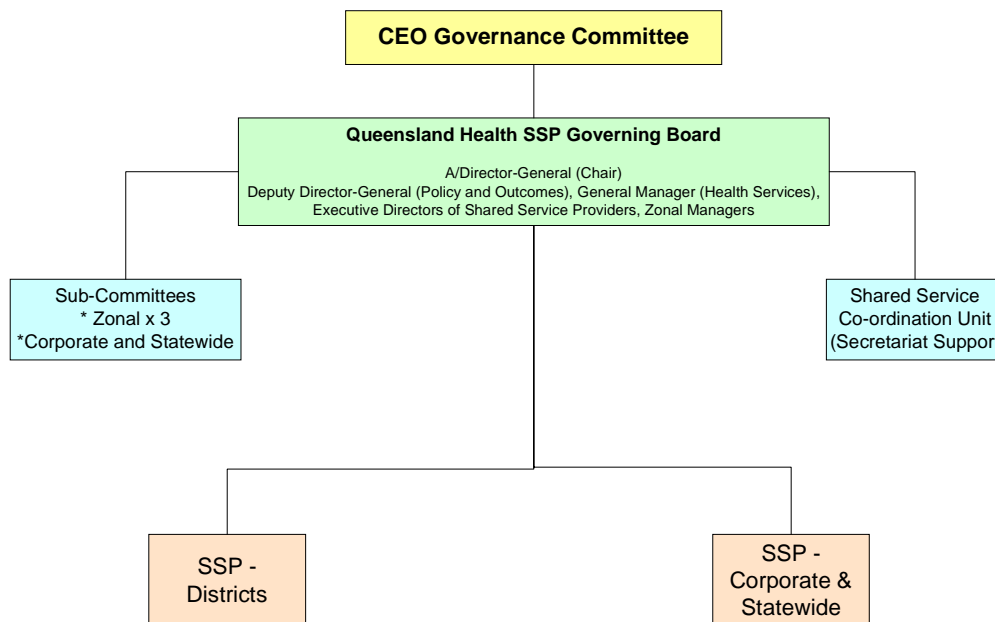 CEO Governance Committee
Queensland Health SSP Governing Board
A/Director-General (Chair)
Deputy Director-General (Policy and Outcomes), General Manager (Health Services),
Executive Directors of Shared Service Providers, Zonal Managers
Sub-Committees
* Zonal x 3
*Corporate and Statewide
Shared Service
Co-ordination Unit
(Secretariat Support
SSP -
Districts
SSP -
Corporate &
Statewide